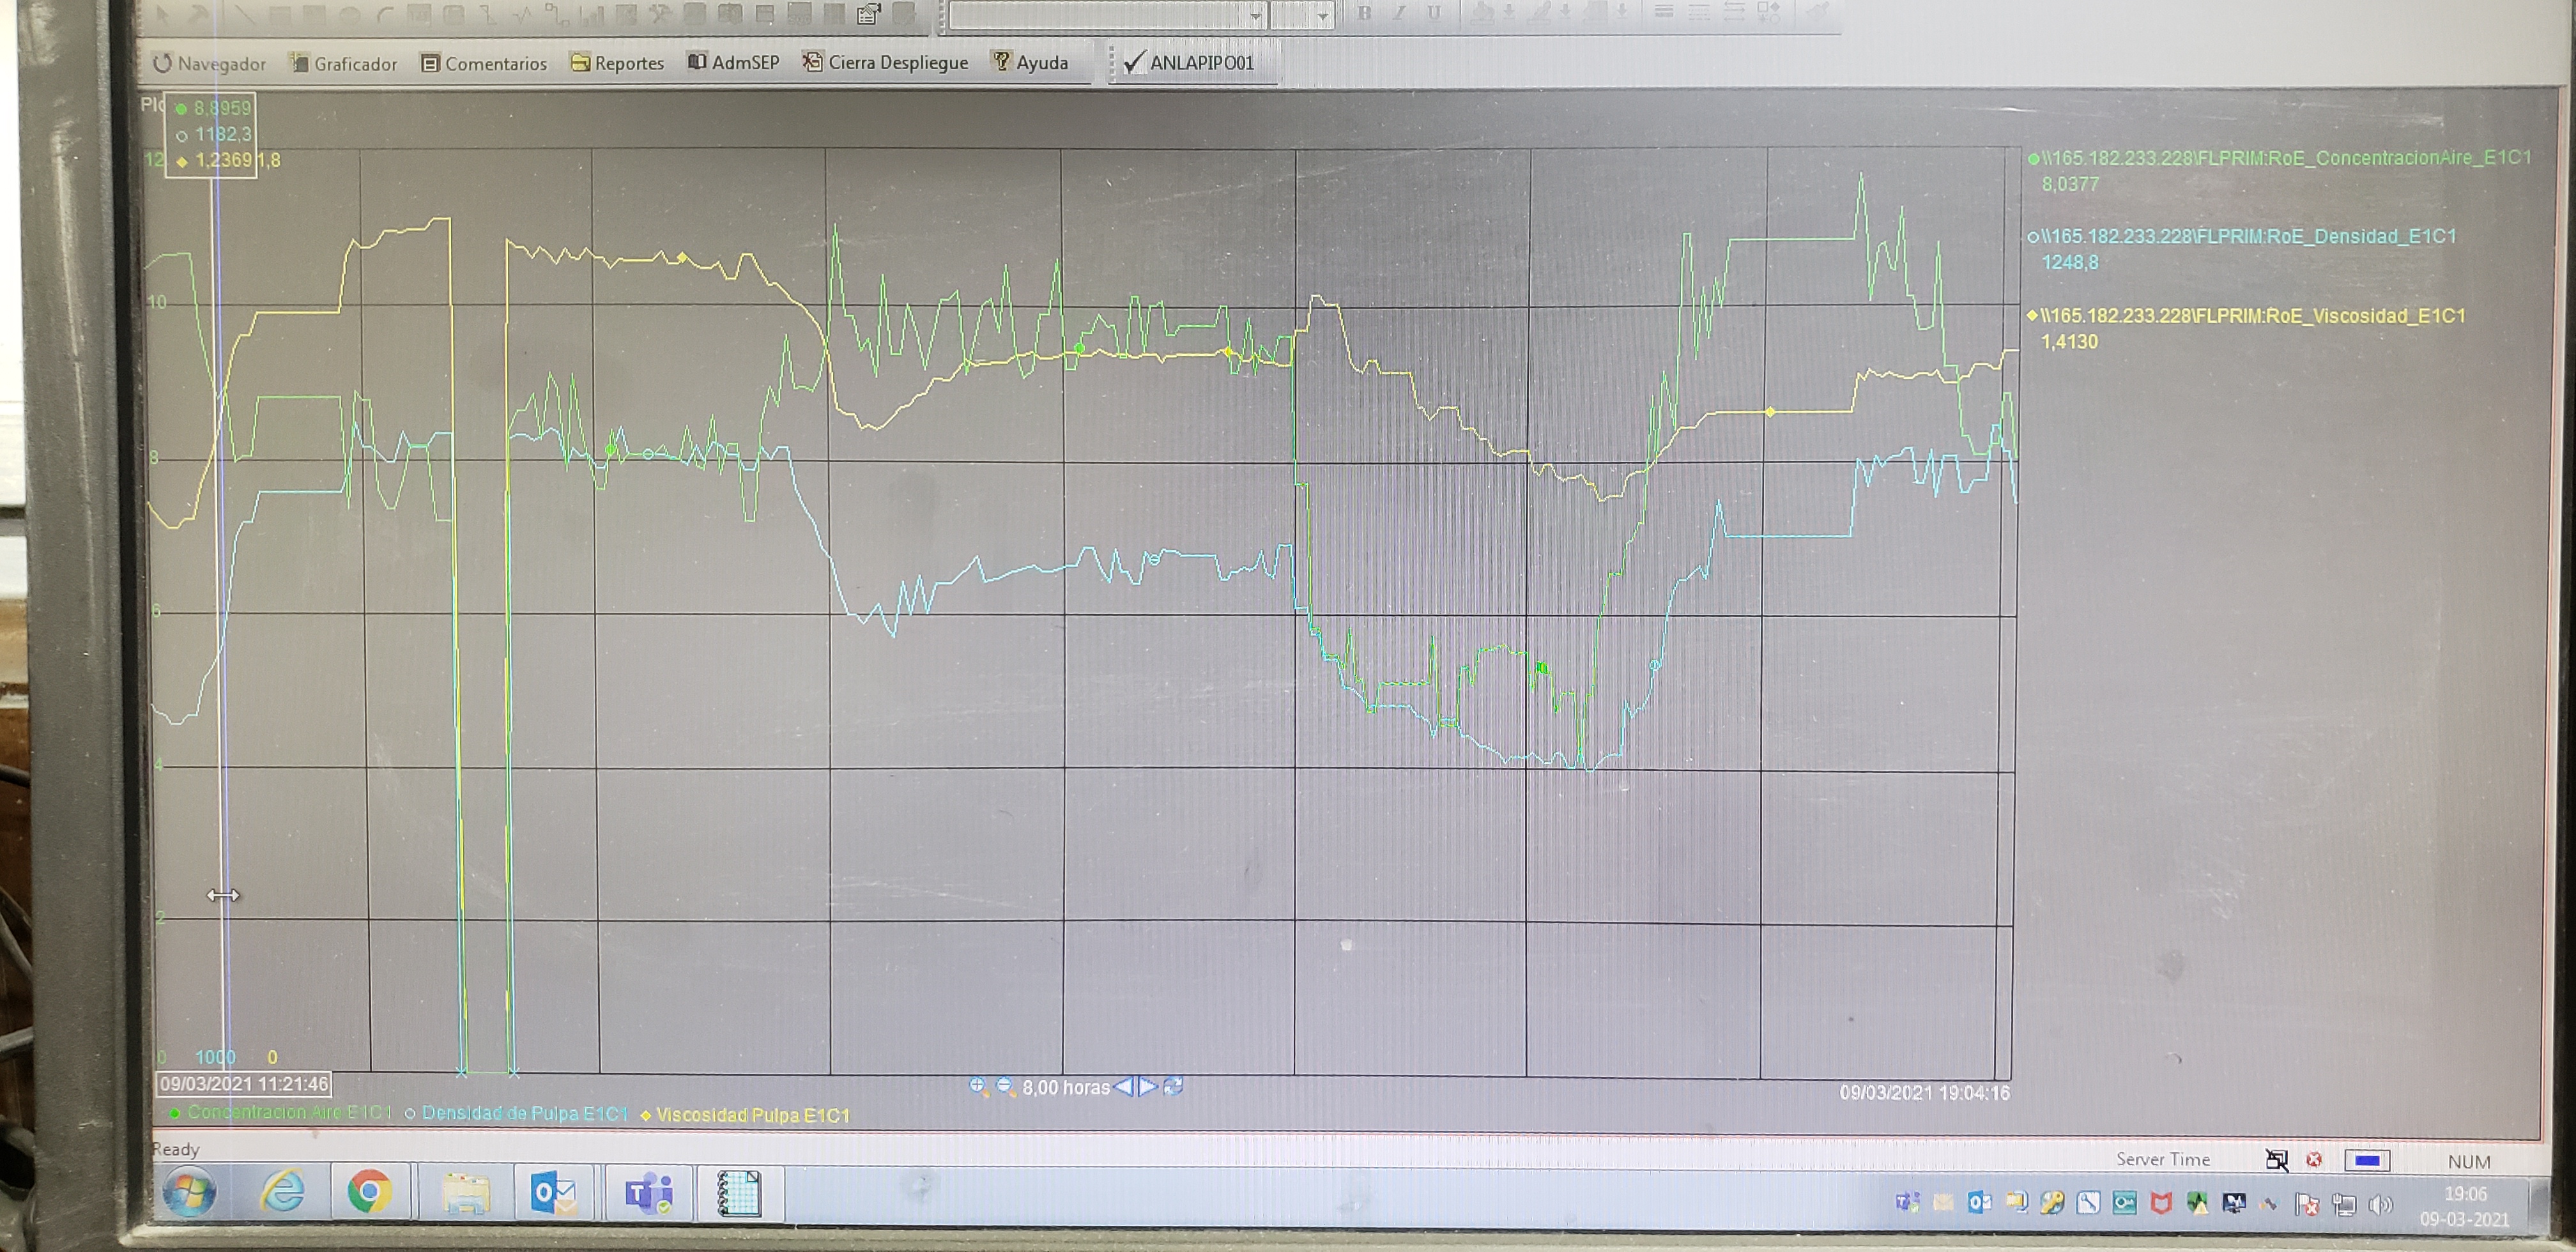 B I U
Navegador Graficador Comentarios Reportes AdmSEP Cierra Despliegue Ayuda ANLAPIPO01
8,8959
1182,3
12 1,2369 1,8
\\165.182.233.228\FLPRIM:RoE_ConcentracionAire_E1C1
8,0377
\\165.182.233.228\FLPRIM:RoE_Densidad_E1C1
1248,8
\\165.182.233.228\FLPRIM:RoE_Viscosidad_E1C1
1,4130
10
8
6
4
2
0 1000 0
09/03/2021 11:21:46 8,00 horas 09/03/2021 19:04:16
Concentracion Aire E1C1 Densidad de Pulpa E1C1 Viscosidad Pulpa E1C1
Ready Server Time NUM
19:06
09-03-2021